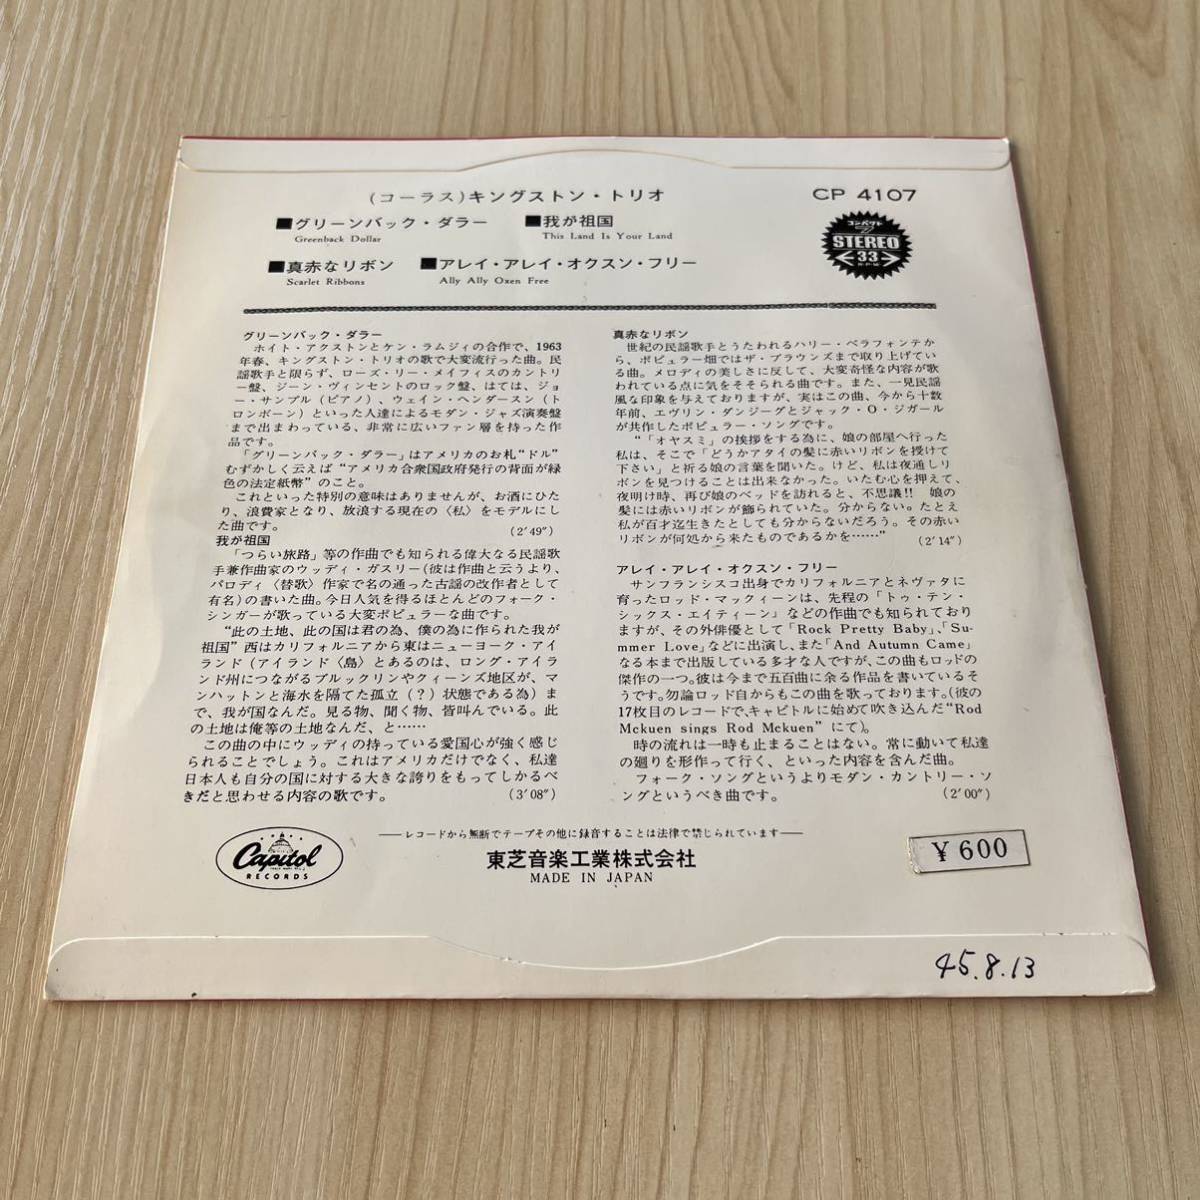 (コーラス)キングストン・トリオ
CP 4107
■グリーンバック・ダラー ■我が祖国
Greenback Dollar This Land Is Your Land
■真赤なリボン ■アレイ・アレイ・オクスン・フリー
Scarlet Ribbons Ally Ally Oxen Free
コンパクト
STEREO
33
R.P.M.
グリーンバック・ダラー
ホイト・アクストンとケン・ラムジィの合作で、1963
年春、キングストン・トリオの歌で大変流行った曲。民
謡歌手と限らず、ローズ・リー・メイフィスのカントリ
ー盤、ジーン・ヴィンセントのロック盤、はては、ジョ
ー・サンプル(ピアノ)、ウェイン・ヘンダースン(ト
ロンボーン)といった人達によるモダン・ジャズ演奏盤
まで出まわっている、非常に広いファン層を持った作
品です。
「グリーンバック・ダラー」はアメリカのお札“ドル”
むずかしく云えば“アメリカ合衆国政府発行の背面が緑
色の法定紙幣”のこと。
これといった特別の意味はありませんが、お酒にひた
り、浪費家となり、放浪する現在の〈私〉をモデルにし
た曲です。 (2′49″)
我が祖国
「つらい旅路」等の作曲でも知られる偉大なる民謡歌
手兼作曲家のウッディ・ガスリー(彼は作曲と云うより、
パロディ〈替歌〉作家で名の通った古謡の改作者として
有名)の書いた曲。今日人気を得るほとんどのフォーク・
シンガーが歌っている大変ポピュラーな曲です。
“此の土地、此の国は君の為、僕の為に作られた我が
祖国”西はカリフォルニアから東はニューヨーク・アイ
ランド(アイランド〈島〉とあるのは、ロング・アイラ
ンド州につながるブルックリンやクィーンズ地区が、マ
ンハットンと海水を隔てた孤立(?)状態である為)ま
で、我が国なんだ。見る物、聞く物、皆叫んでいる。此
の土地は俺等の土地なんだ、と……
この曲の中にウッディの持っている愛国心が強く感じ
られることでしょう。これはアメリカだけでなく、私達
日本人も自分の国に対する大きな誇りをもってしかるべ
きだと思わせる内容の歌です。 (3′08″)
真赤なリボン
世紀の民謡歌手とうたわれるハリー・ベラフォンテか
ら、ポピュラー畑ではザ・ブラウンズまで取り上げてい
る曲。メロディの美しさに反して、大変奇怪な内容が歌
われている点に気をそそられる曲です。また、一見民謡
風な印象を与えておりますが、実はこの曲、今から十数
年前、エヴリン・ダンジーグとジャック・O・ジガール
が共作したポピュラー・ソングです。
“「オヤスミ」の挨拶をする為に、娘の部屋へ行った
私は、そこで「どうかアタイの髪に赤いリボンを授けて
下さい」と祈る娘の言葉を聞いた。けど、私は夜通しリ
ボンを見つけることは出来なかった。いたむ心を押えて、
夜明け時、再び娘のベッドを訪れると、不思議!! 娘の
髪には赤いリボンが飾られていた。分からない。たとえ
私が百才迄生きたとしても分からないだろう。その赤い
リボンが何処から来たものであるかを……” (2′14″)
アレイ・アレイ・オクスン・フリー
サンフランシスコ出身でカリフォルニアとネヴァタに
育ったロッド・マックィーンは、先程の「トゥ・テン・
シックス・エイティーン」などの作曲でも知られており
ますが、その外俳優として「Rock Pretty Baby」、「Su-
mmer Love」などに出演し、また「And Autumn Came」
なる本まで出版している多才な人ですが、この曲もロッドの
傑作の一つ。彼は今まで五百曲に余る作品を書いているそ
うです。勿論ロッド自からもこの曲を歌っております。(彼の
17枚目のレコードで、キャピトルに始めて吹き込んだ“Rod
Mckuen sings Rod Mckuen”にて)。
時の流れは一時も止まることはない。常に動いて私達
の廻りを形作って行く、といった内容を含んだ曲。
フォーク・ソングというよりモダン・カントリー・ソ
ングというべき曲です。 (2′00″)
Capitol
RECORDS
――レコードから無断でテープその他に録音することは法律で禁じられています――
東芝音楽工業株式会社
MADE IN JAPAN
¥600
45.8.13